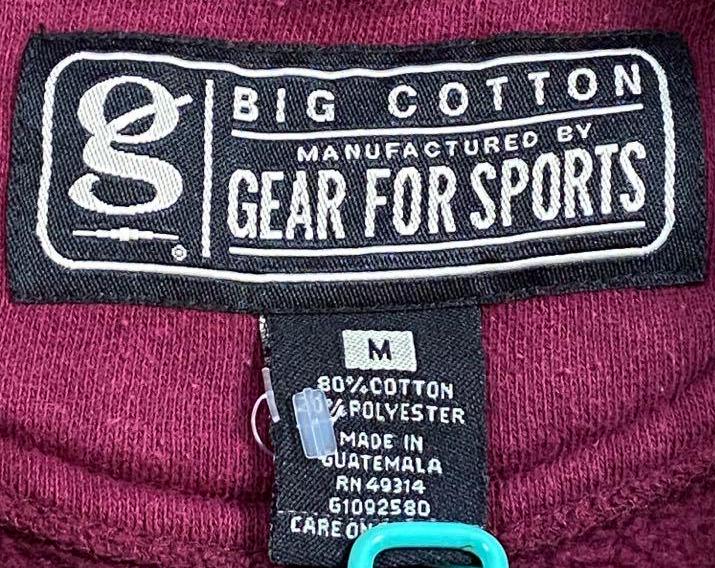 g
BIG COTTON
MANUFACTURED BY
GEAR FOR SPORTS
®
M
80% COTTON
% POLYESTER
MADE IN
GUATEMALA
RN 49314
G1092580
CARE ON